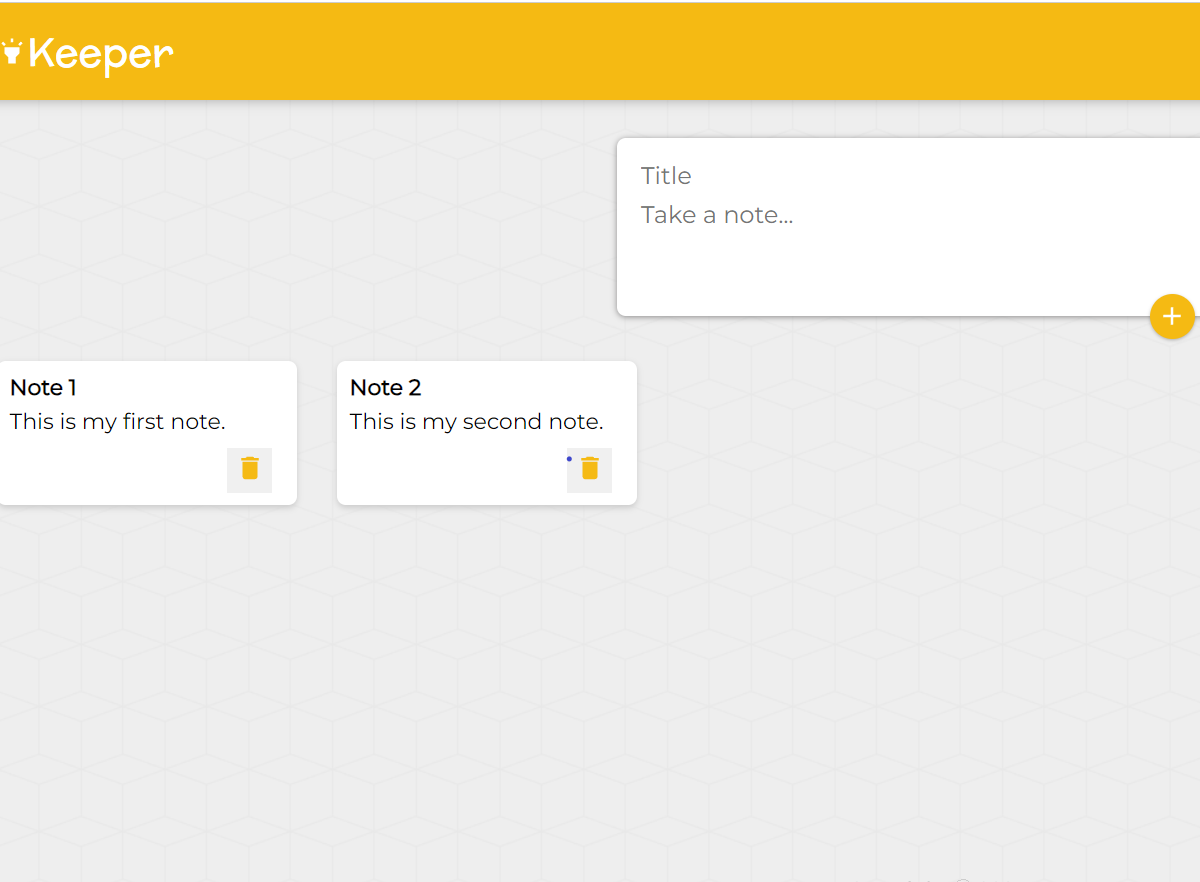 Keeper
Title
Take a note...
Note 1
This is my first note.
Note 2
This is my second note.